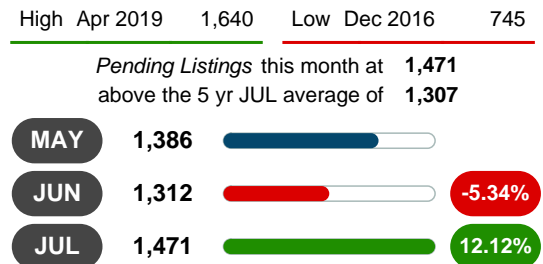 High Apr 2019 1,640 Low Dec 2016 745
Pending Listings this month at 1,471
above the 5 yr JUL average of 1,307
MAY 1,386
JUN 1,312 -5.34%
JUL 1,471 12.12%